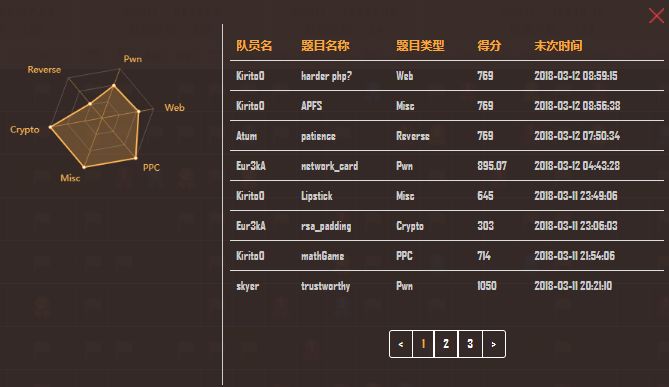 Pwn
Reverse
Web
Crypto
PPC
Misc
队员名 题目名称 题目类型 得分 末次时间
Kirito0 harder php? Web 769 2018-03-12 08:59:15
Kirito0 APFS Misc 769 2018-03-12 08:56:38
Atum patience Reverse 769 2018-03-12 07:50:34
Eur3kA network_card Pwn 895.07 2018-03-12 04:43:28
Kirito0 Lipstick Misc 645 2018-03-11 23:49:06
Eur3kA rsa_padding Crypto 303 2018-03-11 23:06:03
Kirito0 mathGame PPC 714 2018-03-11 21:54:06
skyer trustworthy Pwn 1050 2018-03-11 20:21:10
< 1 2 3 >